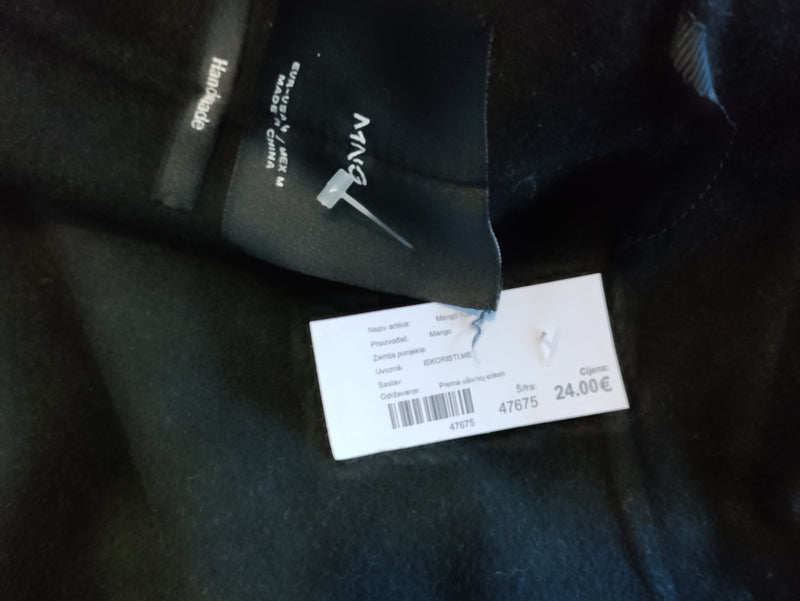 Handmade
MNG
EUR-USA M / MEX M
MADE IN CHINA
Naziv artikla: Mango
Proizvođač: Mango
Zemlja porijekla:
Uvoznik ISKORISTI.ME
Sastav
Održavanje: Prema ušivnoj etiketi
47675
Šifra:
47675
Cijena:
24.00€